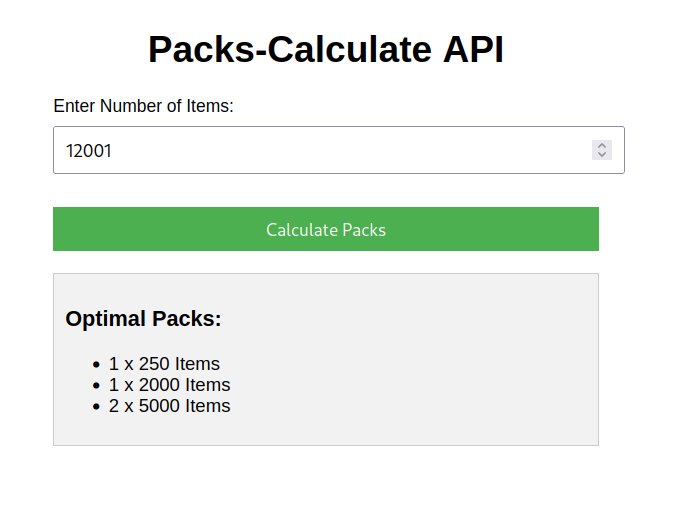 Packs-Calculate API
Enter Number of Items:
12001
Calculate Packs
Optimal Packs:
• 1 x 250 Items
• 1 x 2000 Items
• 2 x 5000 Items